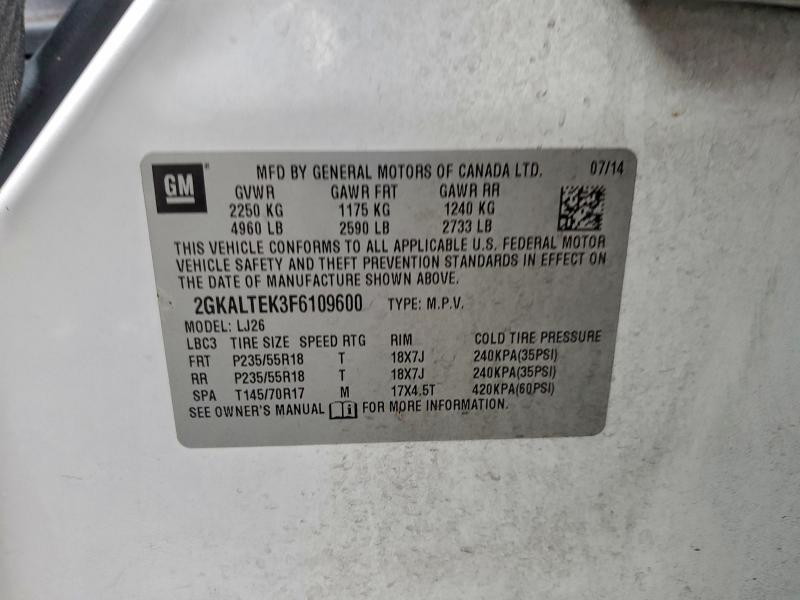 GM
MFD BY GENERAL MOTORS OF CANADA LTD. 07/14
GVWR GAWR FRT GAWR RR
2250 KG 1175 KG 1240 KG
4960 LB 2590 LB 2733 LB
THIS VEHICLE CONFORMS TO ALL APPLICABLE U.S. FEDERAL MOTOR
VEHICLE SAFETY AND THEFT PREVENTION STANDARDS IN EFFECT ON
THE DATE OF MANUFACTURE SHOWN ABOVE.
2GKALTEK3F6109600 TYPE: M.P.V.
MODEL: LJ26
LBC3 TIRE SIZE SPEED RTG RIM COLD TIRE PRESSURE
FRT P235/55R18 T 18X7J 240KPA(35PSI)
RR P235/55R18 T 18X7J 240KPA(35PSI)
SPA T145/70R17 M 17X4.5T 420KPA(60PSI)
SEE OWNER'S MANUAL FOR MORE INFORMATION.